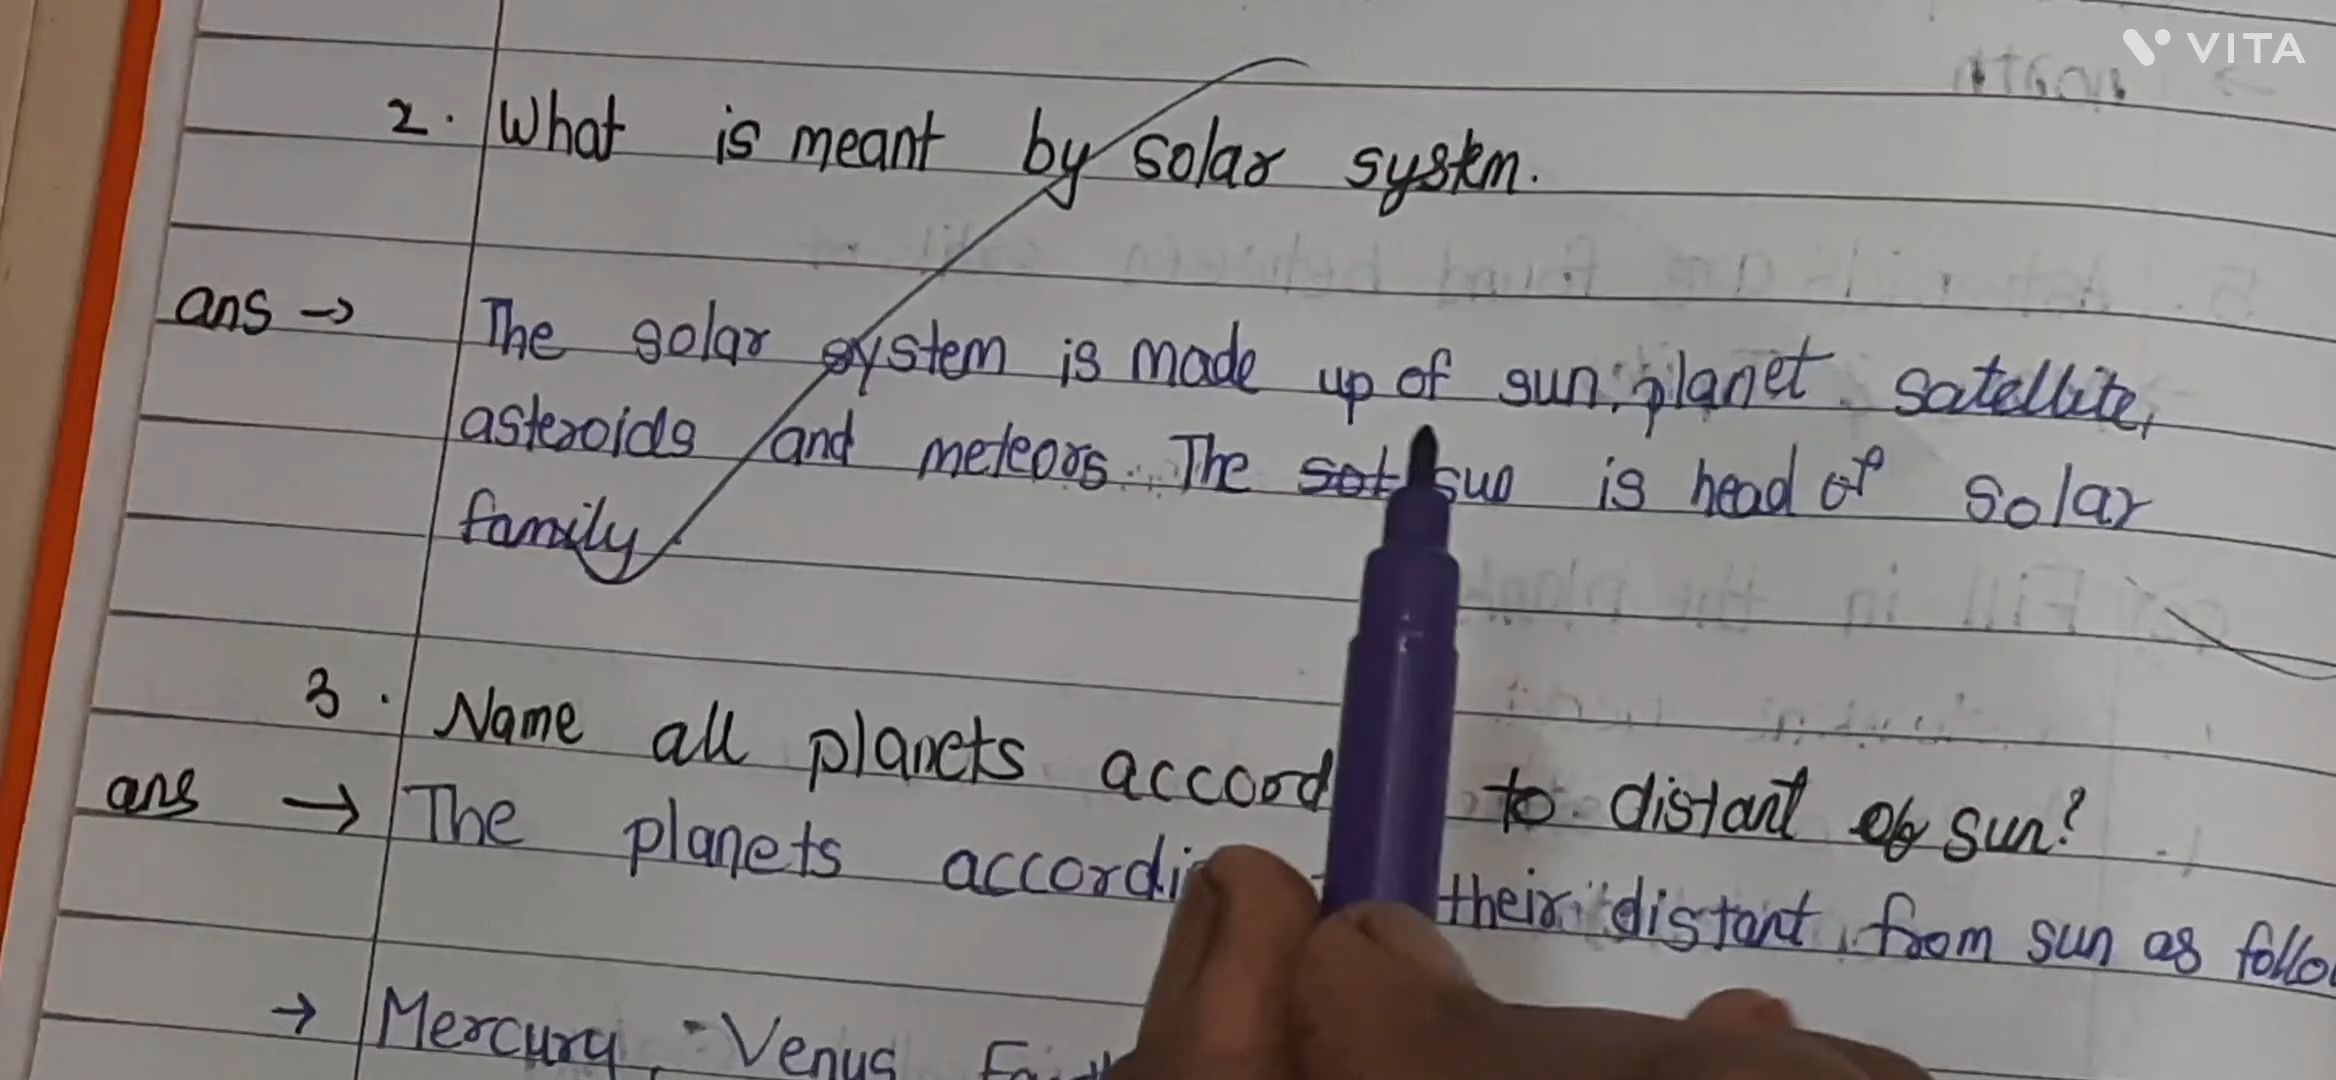 VITA
2. What is meant by solar system.
ans → The solar system is made up of sun, planet, satellite,
asteroids and meteors. The sat sun is head of solar
family
3. Name all planets accord to distant of sun?
ans → The planets accordi their distant from sun as follo
→ Mercury, Venus